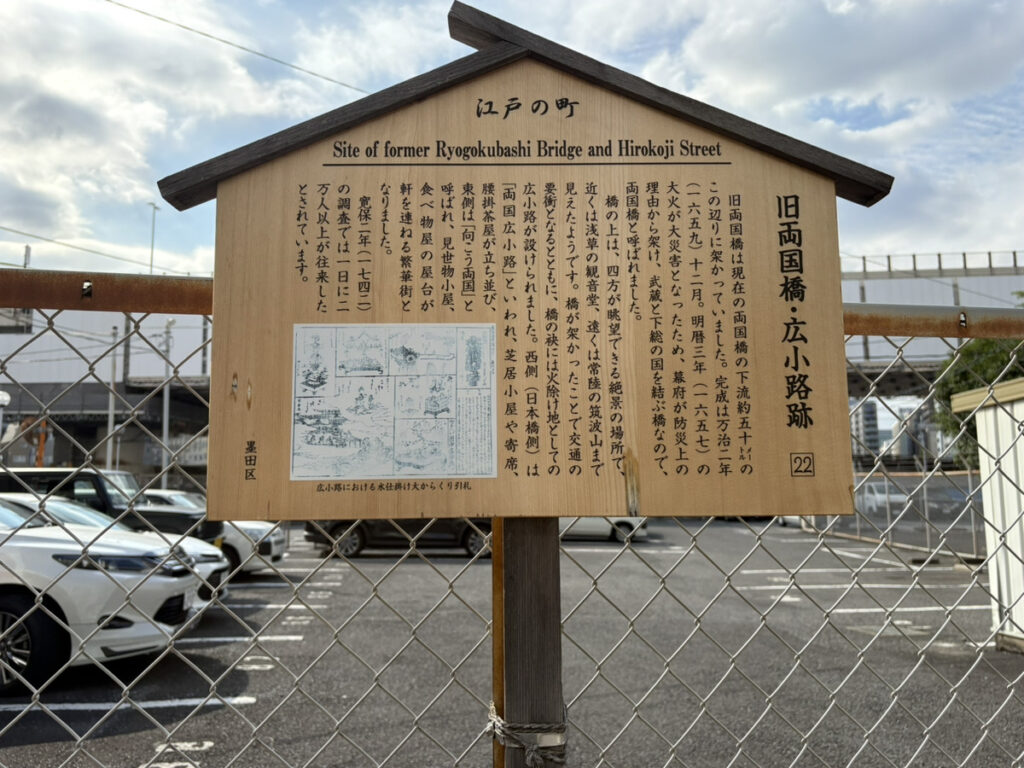 江戸の町
Site of former Ryogokubashi Bridge and Hirokoji Street
旧両国橋・広小路跡
22
旧両国橋は現在の両国橋の下流約五十メートルの
この辺りに架かっていました。完成は万治二年
(一六五九)十二月。明暦三年(一六五七)の
大火が大災害となったため、幕府が防災上の
理由から架け、武蔵と下総の国を結ぶ橋なので、
両国橋と呼ばれました。
橋の上は、四方が眺望できる絶景の場所で、
近くは浅草の観音堂、遠くは常陸の筑波山まで
見えたようです。橋が架かったことで交通の
要衝となるとともに、橋の袂には火除け地としての
広小路が設けられました。西側(日本橋側)は
「両国広小路」といわれ、芝居小屋や寄席、
腰掛茶屋が立ち並び、
東側は「向こう両国」と
呼ばれ、見世物小屋、
食べ物屋の屋台が
軒を連ねる繁華街と
なりました。
寛保二年(一七四二)
の調査では一日に二
万人以上が往来した
とされています。
広小路における水仕掛け大からくり引札
墨田区